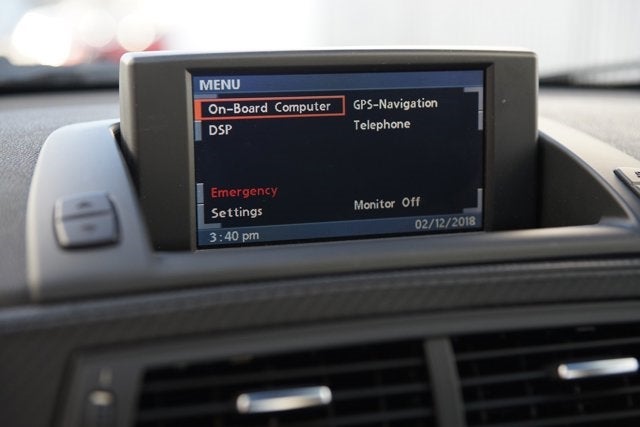 MENU
On-Board Computer GPS-Navigation
DSP Telephone
Emergency
Settings Monitor Off
3:40 pm 02/12/2018